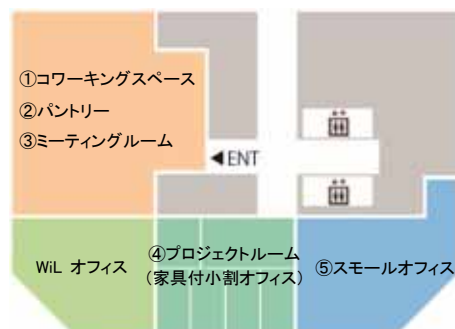 ①コワーキングスペース
②パントリー
③ミーティングルーム
◀ENT
WiL オフィス
④プロジェクトルーム
（家具付小割オフィス）
⑤スモールオフィス